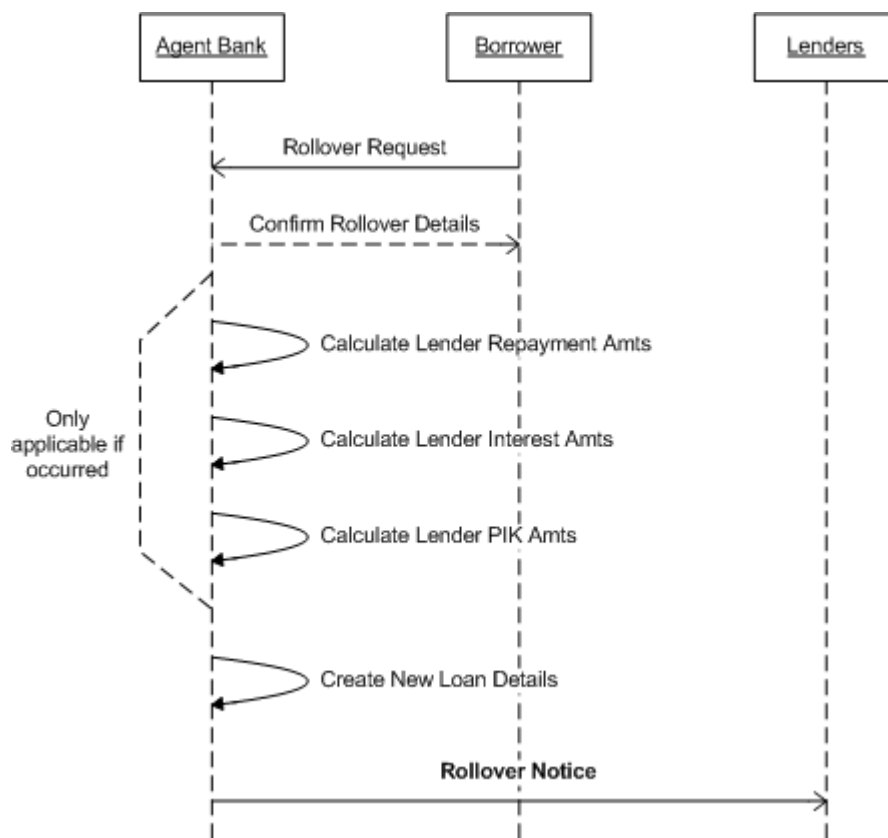 Agent Bank
Borrower
Lenders
Rollover Request
Confirm Rollover Details
Calculate Lender Repayment Amts
Only
applicable if
occurred
Calculate Lender Interest Amts
Calculate Lender PIK Amts
Create New Loan Details
Rollover Notice